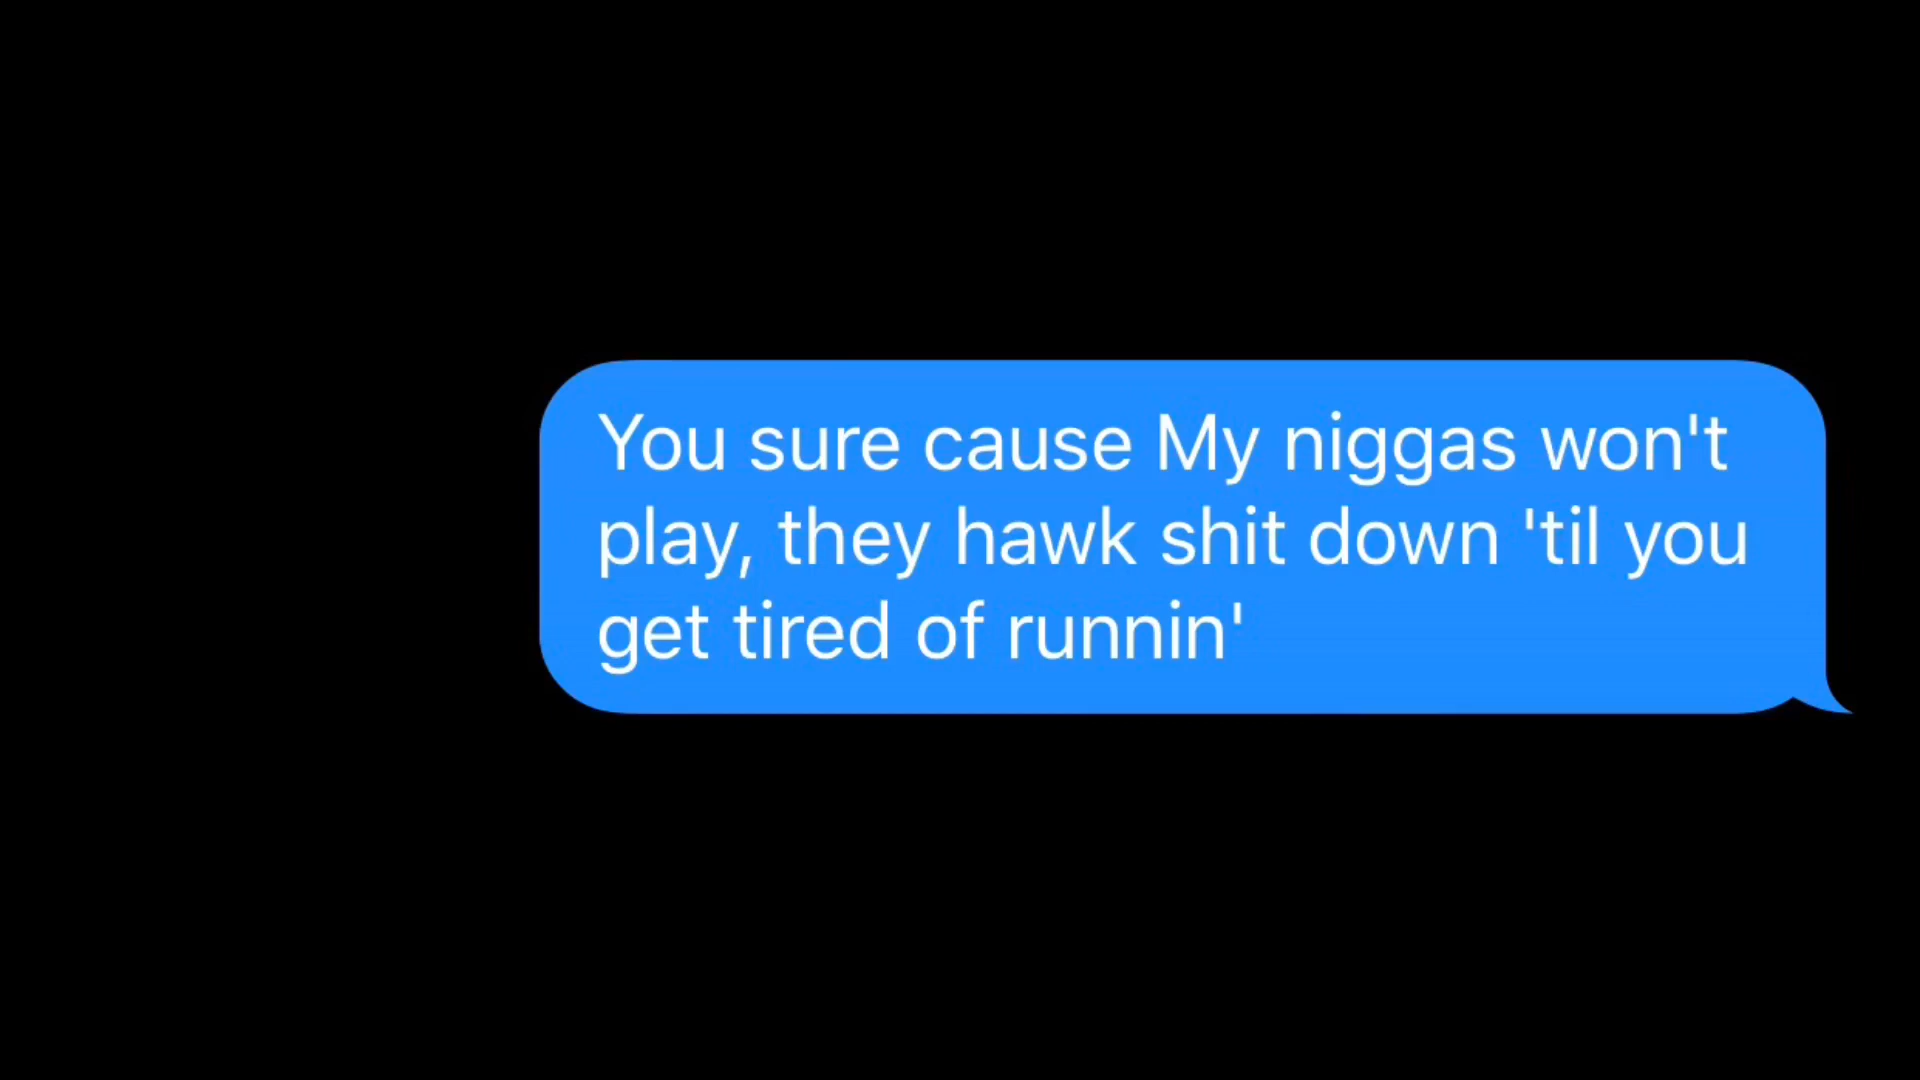 You sure cause My niggas won't
play, they hawk shit down 'til you
get tired of runnin'